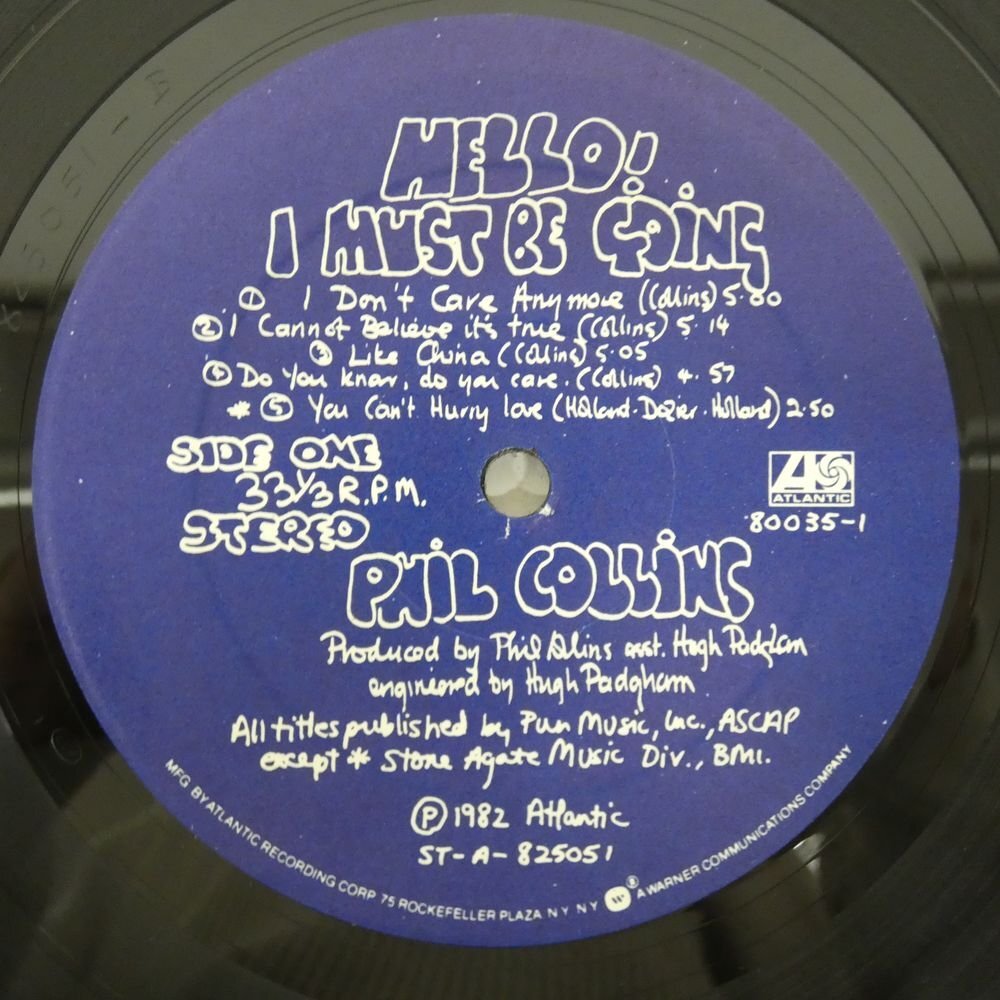 HELLO!
I MUST BE GOING
① I Don't Care Anymore (Collins) 5·00
② I Cannot Believe it's true (Collins) 5·14
③ Like China (Collins) 5·05
④ Do You know, do you care. (Collins) 4·57
* ⑤ You Can't Hurry love (Holland·Dozier·Holland) 2·50
SIDE ONE
33⅓ R.P.M.
STEREO
ATLANTIC
80035-1
PHIL COLLINS
Produced by Phil Collins asst. Hugh Padgham
engineered by Hugh Padgham
All titles published by Pun Music, Inc., ASCAP
except * Stone Agate Music Div., BMI.
Ⓟ 1982 Atlantic
ST-A-825051
MFG BY ATLANTIC RECORDING CORP 75 ROCKEFELLER PLAZA N Y N Y ® A WARNER COMMUNICATIONS COMPANY